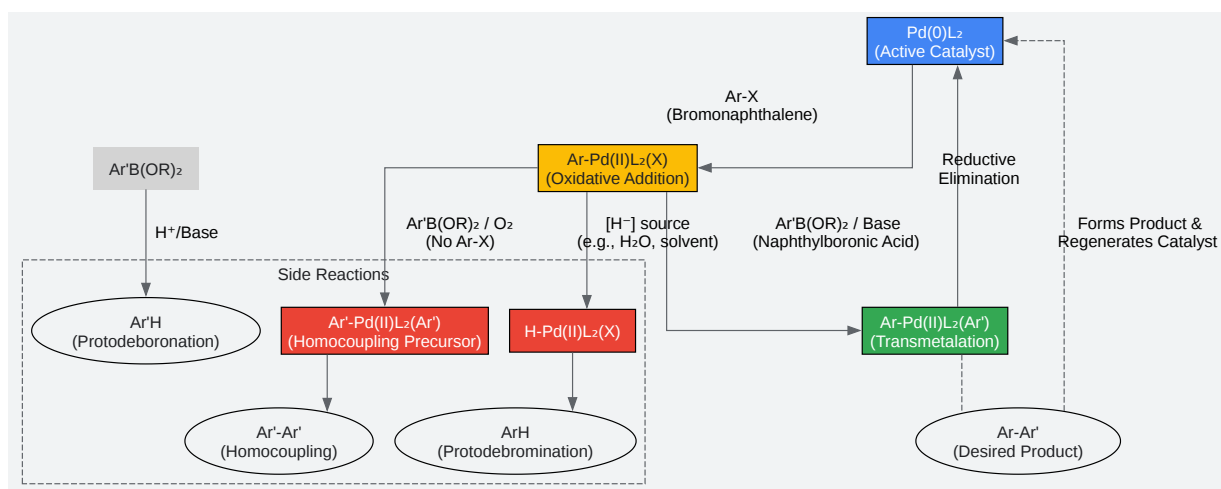 Pd(0)L₂
(Active Catalyst)
Ar-X
(Bromonaphthalene)
Ar'B(OR)₂
Ar-Pd(II)L₂(X)
(Oxidative Addition)
Reductive
Elimination
H⁺/Base
Ar'B(OR)₂ / O₂
(No Ar-X)
[H⁻] source
(e.g., H₂O, solvent)
Ar'B(OR)₂ / Base
(Naphthylboronic Acid)
Forms Product &
Regenerates Catalyst
Side Reactions
Ar'H
(Protodeboronation)
Ar'-Pd(II)L₂(Ar')
(Homocoupling Precursor)
H-Pd(II)L₂(X)
Ar-Pd(II)L₂(Ar')
(Transmetalation)
Ar'-Ar'
(Homocoupling)
ArH
(Protodebromination)
Ar-Ar'
(Desired Product)